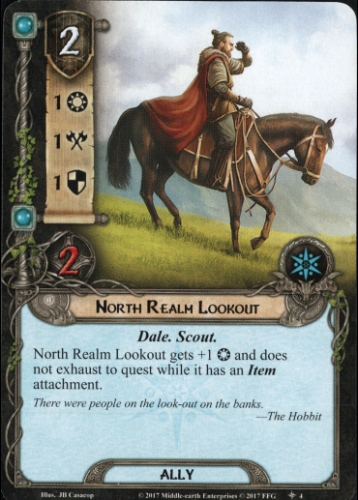 2
1
1
1
2
North Realm Lookout
Dale. Scout.
North Realm Lookout gets +1 and does
not exhaust to quest while it has an Item
attachment.
There were people on the look-out on the banks.
—The Hobbit
ALLY
Illus. JB Casacop
© 2017 Middle-earth Enterprises © 2017 FFG
4